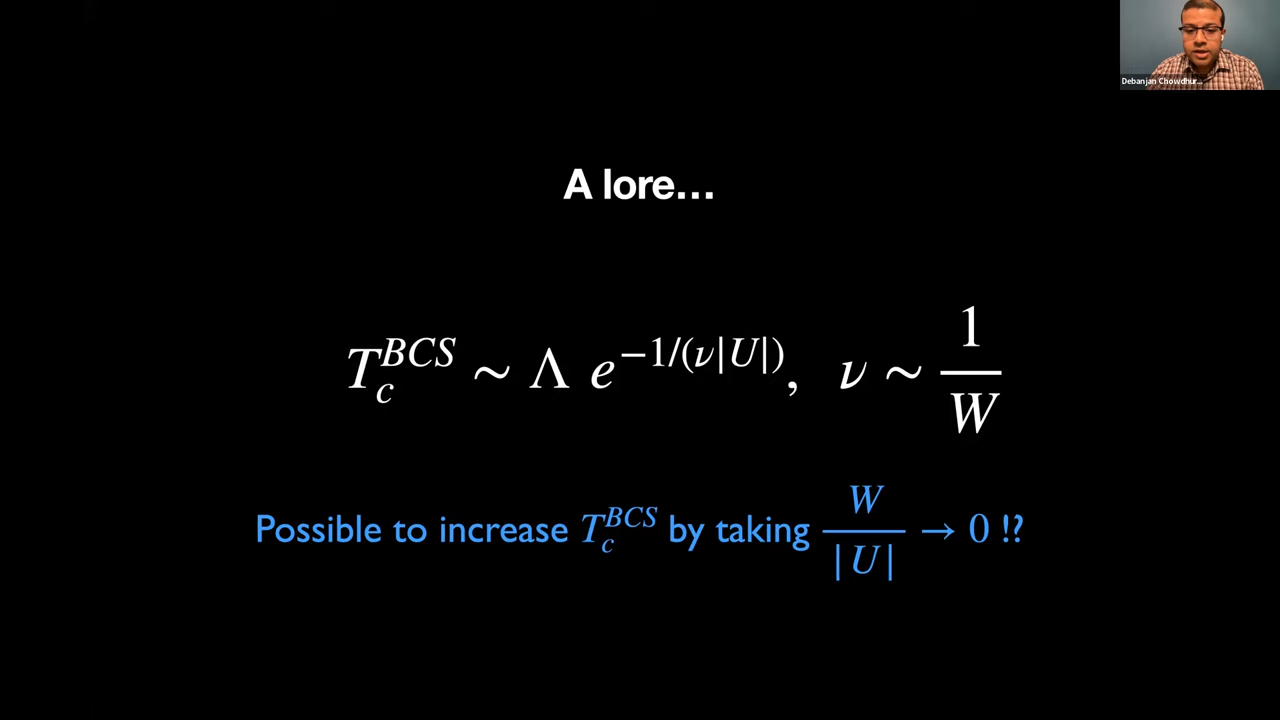 Debanjan Chowdhur...
A lore...
T_c^{BCS} ~ Λ e^{−1/(ν|U|)}, ν ~ 1/W
Possible to increase T_c^{BCS} by taking W/|U| → 0 !?